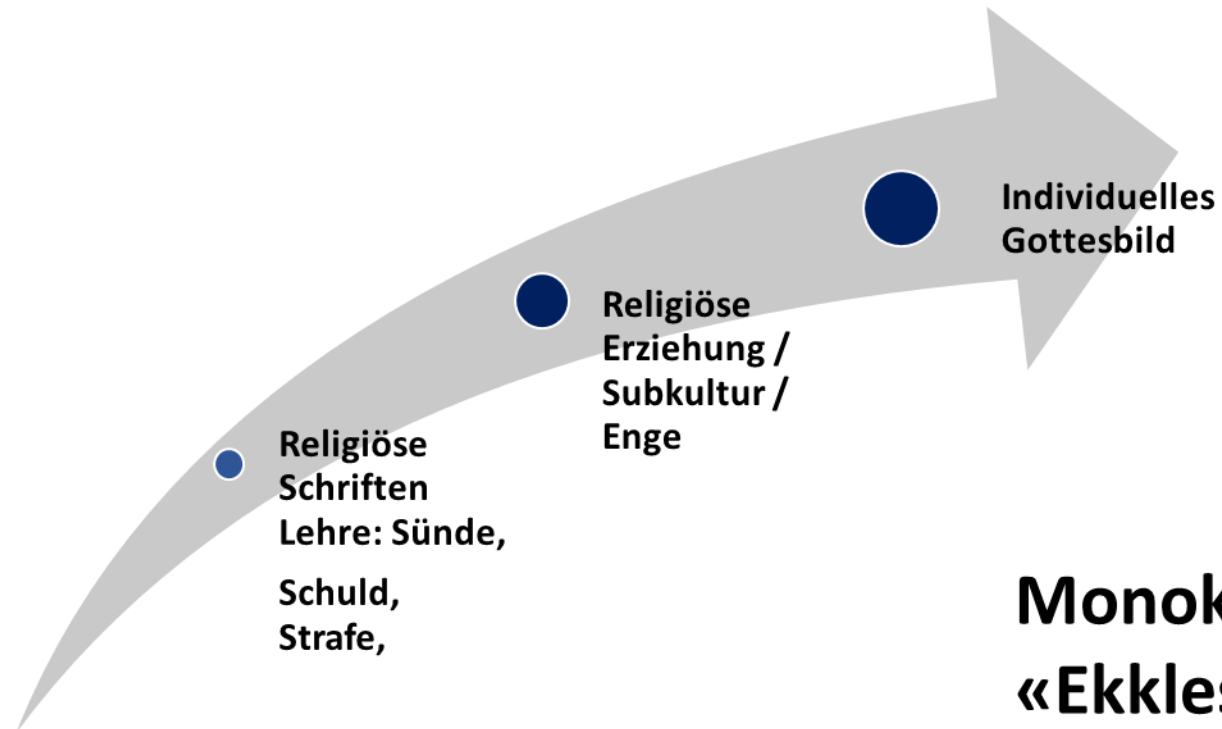 Individuelles
Gottesbild
Religiöse
Erziehung /
Subkultur /
Enge
Religiöse
Schriften
Lehre: Sünde,
Schuld,
Strafe,